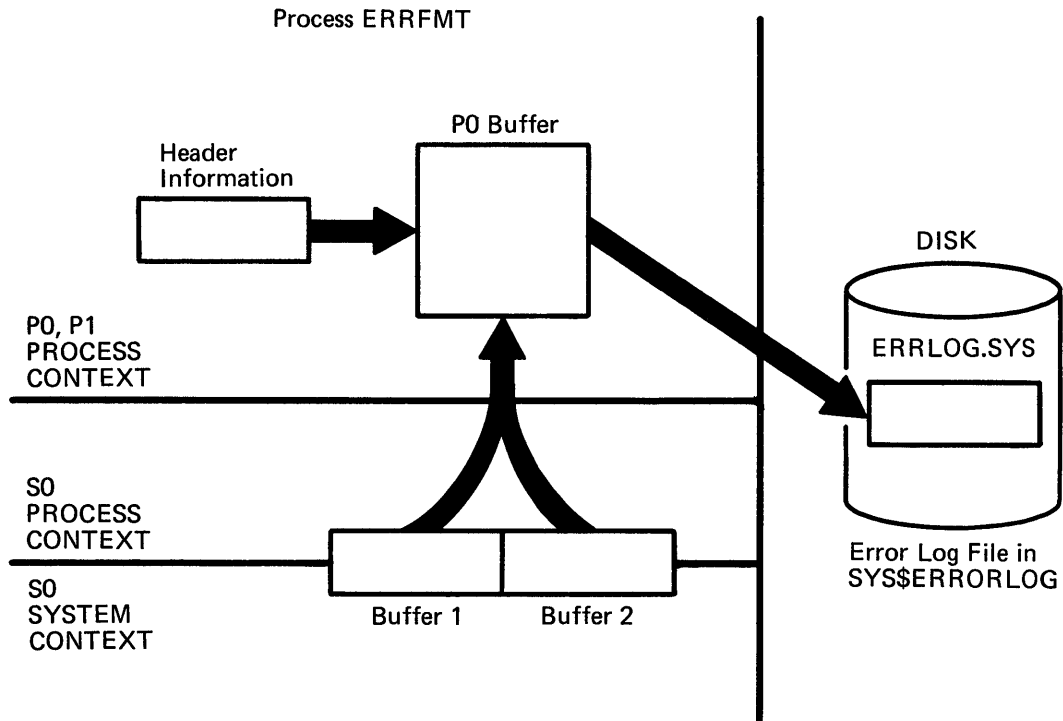 Process ERRFMT
P0 Buffer
Header
Information
DISK
ERRLOG.SYS
P0, P1
PROCESS
CONTEXT
S0
PROCESS
CONTEXT
Error Log File in
SYS$ERRORLOG
S0
SYSTEM
CONTEXT
Buffer 1
Buffer 2